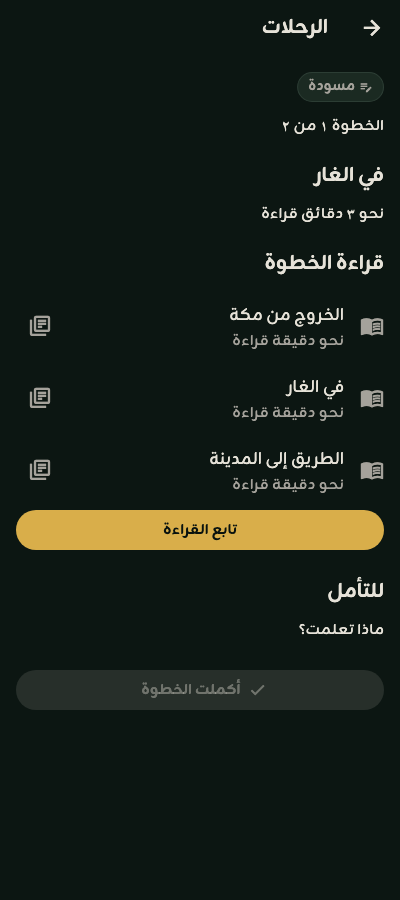 الرحلات
مسودة
الخطوة ١ من ٢
في الغار
نحو ٣ دقائق قراءة
قراءة الخطوة
الخروج من مكة
نحو دقيقة قراءة
في الغار
نحو دقيقة قراءة
الطريق إلى المدينة
نحو دقيقة قراءة
تابع القراءة
للتأمل
ماذا تعلمت؟
أكملت الخطوة